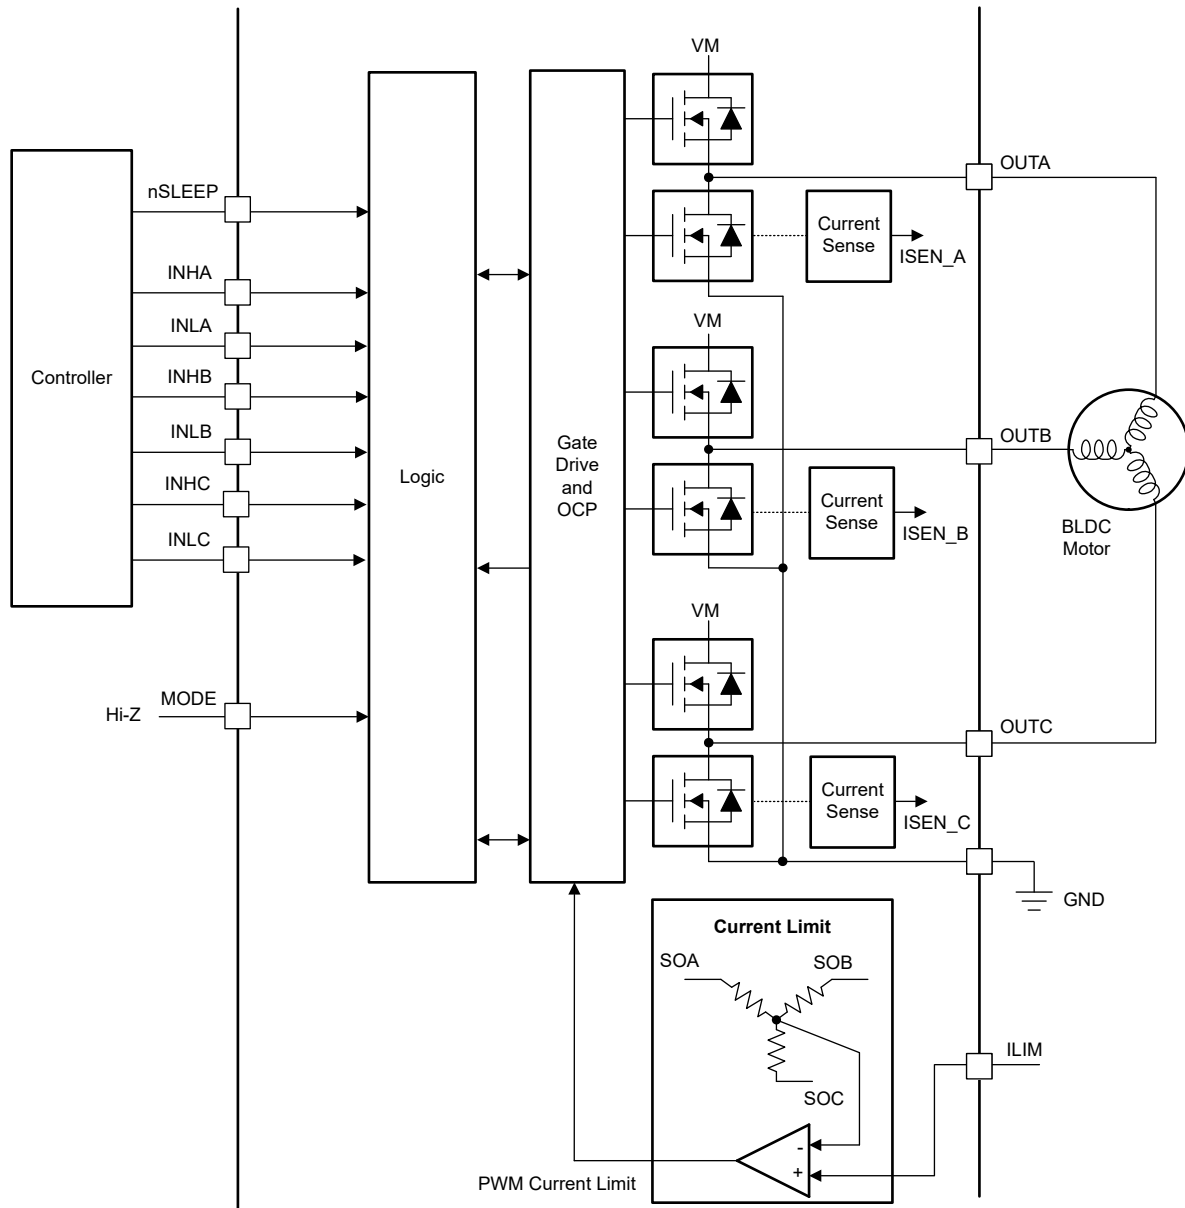 VM
OUTA
nSLEEP
Current
Sense
ISEN_A
INHA
INLA
VM
Controller
INHB
INLB
OUTB
Logic
Gate
Drive
and
OCP
Current
Sense
ISEN_B
BLDC
Motor
INHC
INLC
VM
MODE
Hi-Z
OUTC
Current
Sense
ISEN_C
GND
Current Limit
SOA
SOB
SOC
ILIM
-
+
PWM Current Limit